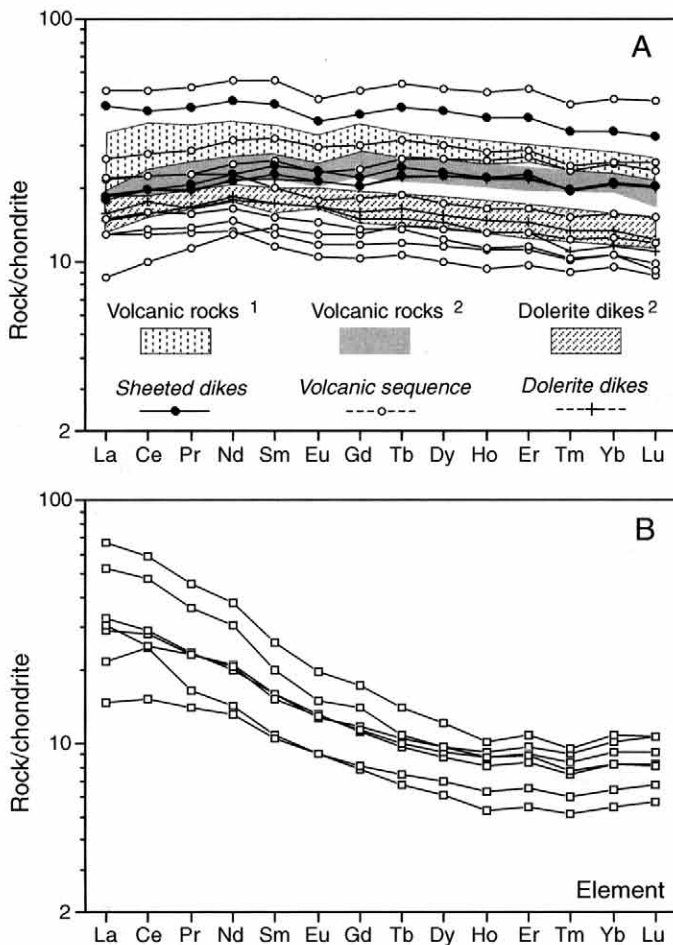 100
A
Rock/chondrite
10
Volcanic rocks 1 Volcanic rocks 2 Dolerite dikes 2
Sheeted dikes Volcanic sequence Dolerite dikes
2
La Ce Pr Nd Sm Eu Gd Tb Dy Ho Er Tm Yb Lu
100
B
Rock/chondrite
10
Element
2
La Ce Pr Nd Sm Eu Gd Tb Dy Ho Er Tm Yb Lu